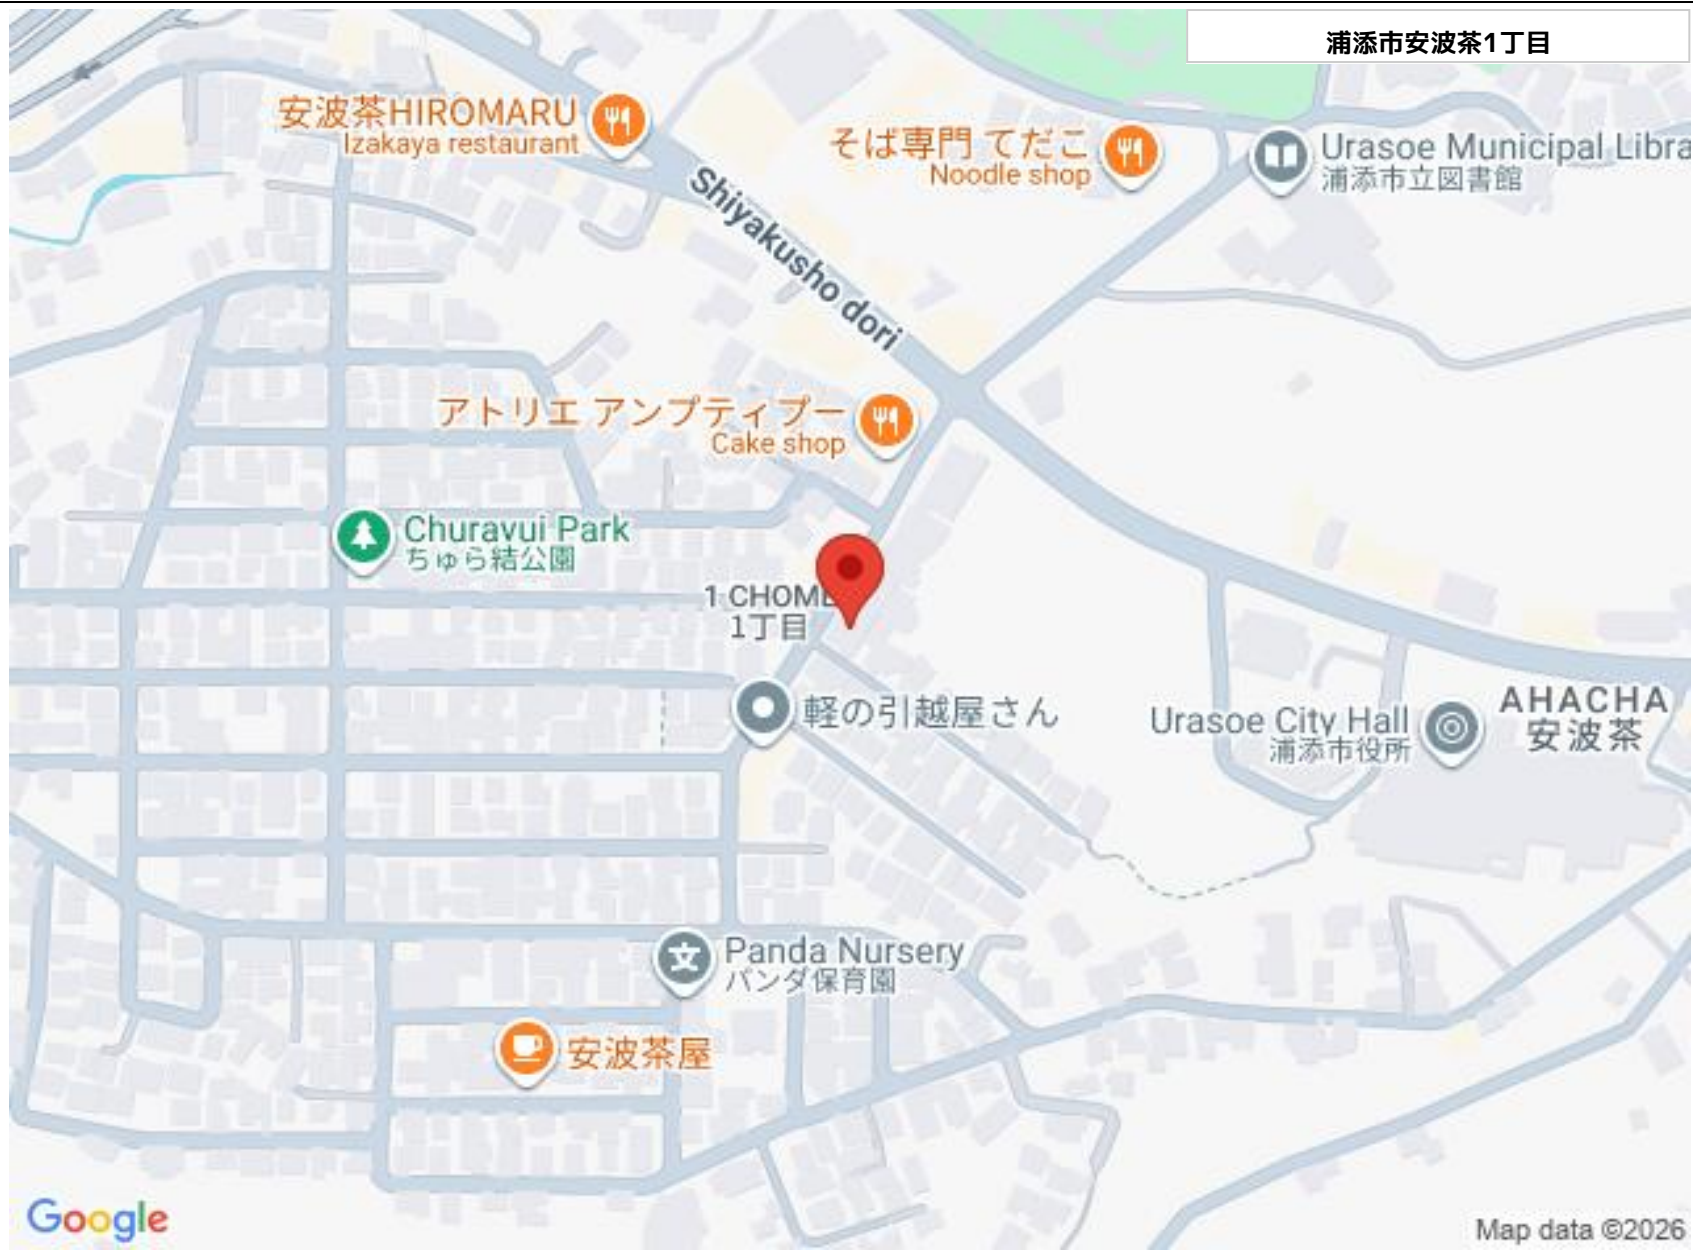 浦添市安波茶1丁目
安波茶HIROMARU
Izakaya restaurant
そば専門 てだこ
Noodle shop
Urasoe Municipal Libra
浦添市立図書館
Shiyakusho dori
アトリエ アンプティプー
Cake shop
Churavui Park
ちゅら結公園
1 CHOME
1丁目
軽の引越屋さん
Urasoe City Hall
浦添市役所
AHACHA
安波茶
Panda Nursery
パンダ保育園
文
安波茶屋
Google
Map data ©2026